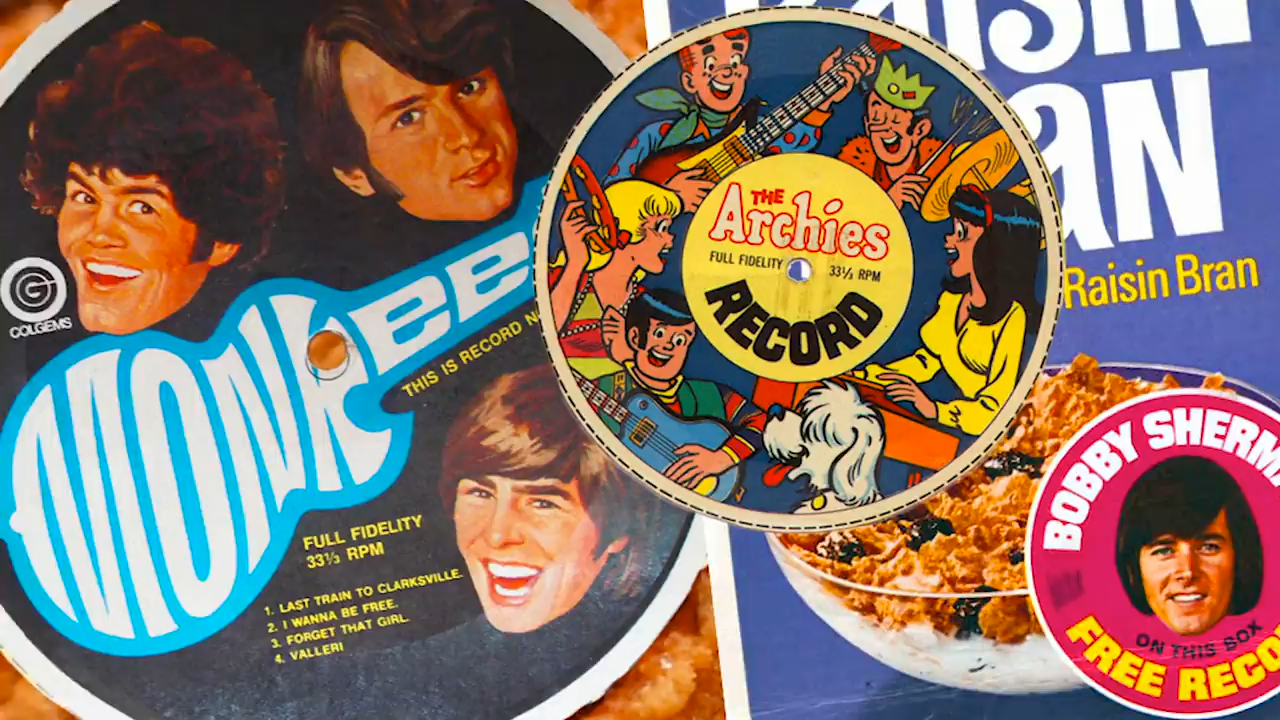 COLGEMS
MONKee
THIS IS RECORD
FULL FIDELITY
33⅓ RPM
1. LAST TRAIN TO CLARKSVILLE.
2. I WANNA BE FREE.
3. FORGET THAT GIRL.
4. VALLERI
THE
Archies
FULL FIDELITY 33⅓ RPM
RECORD
aisin
aN
Raisin Bran
BOBBY SHERM
ON THIS BOX
FREE RECO